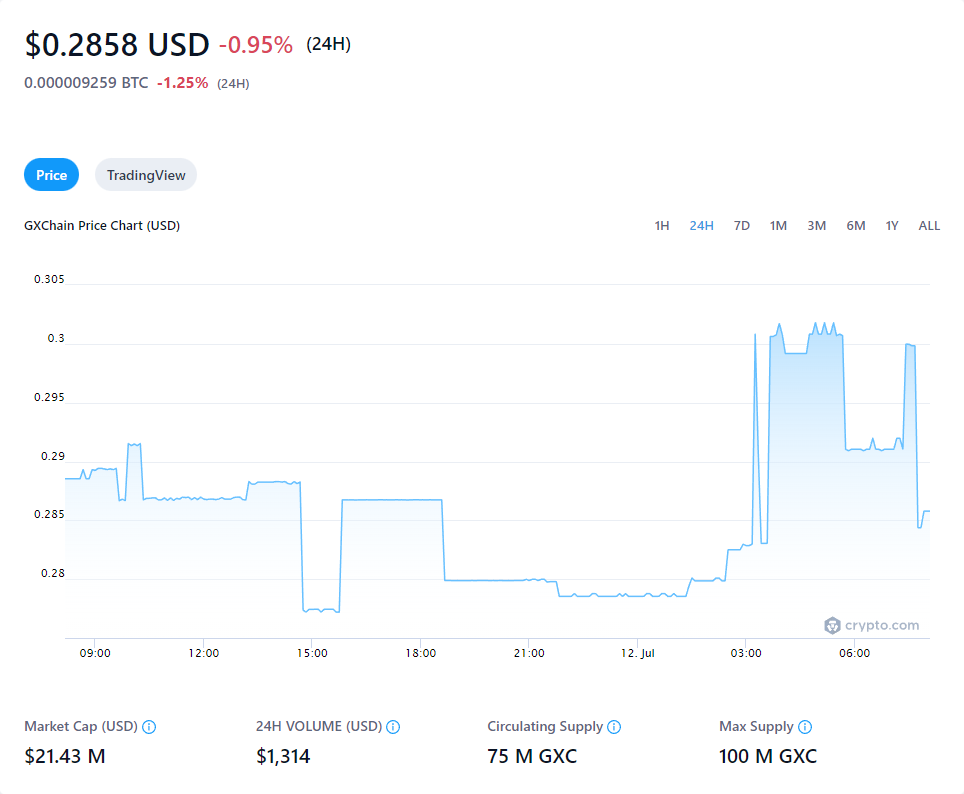 $0.2858 USD -0.95% (24H)
0.000009259 BTC -1.25% (24H)
Price TradingView
GXChain Price Chart (USD) 1H 24H 7D 1M 3M 6M 1Y ALL
0.305
0.3
0.295
0.29
0.285
0.28
crypto.com
09:00 12:00 15:00 18:00 21:00 12. Jul 03:00 06:00
Market Cap (USD) 24H VOLUME (USD) Circulating Supply Max Supply
$21.43 M $1,314 75 M GXC 100 M GXC